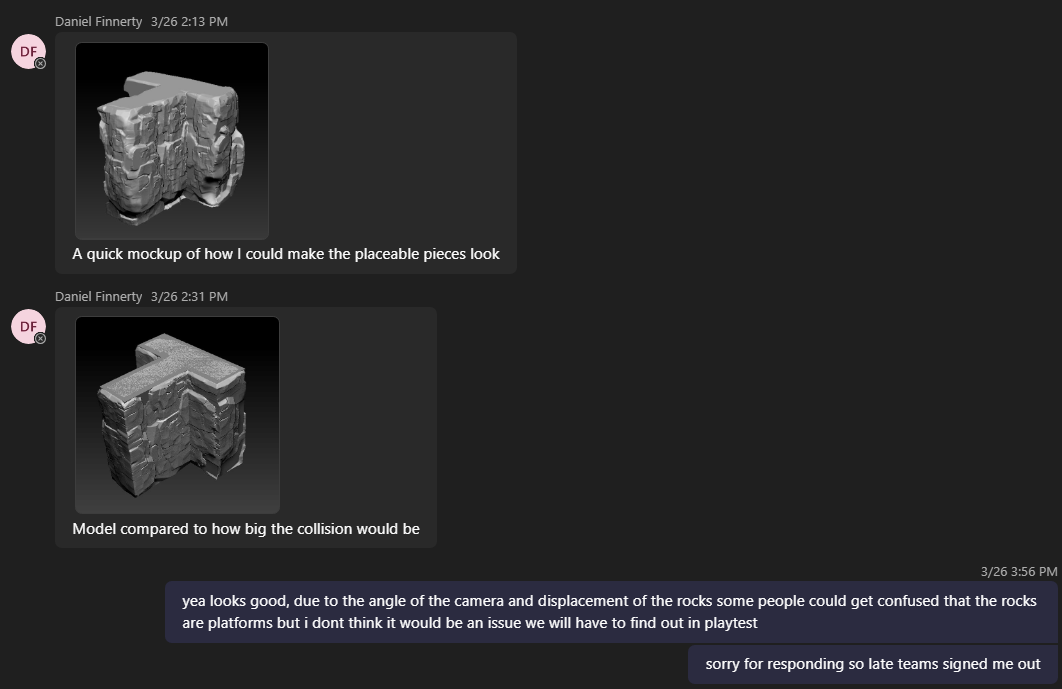 Daniel Finnerty 3/26 2:13 PM
DF
A quick mockup of how I could make the placeable pieces look
Daniel Finnerty 3/26 2:31 PM
DF
Model compared to how big the collision would be
3/26 3:56 PM
yea looks good, due to the angle of the camera and displacement of the rocks some people could get confused that the rocks
are platforms but i dont think it would be an issue we will have to find out in playtest
sorry for responding so late teams signed me out